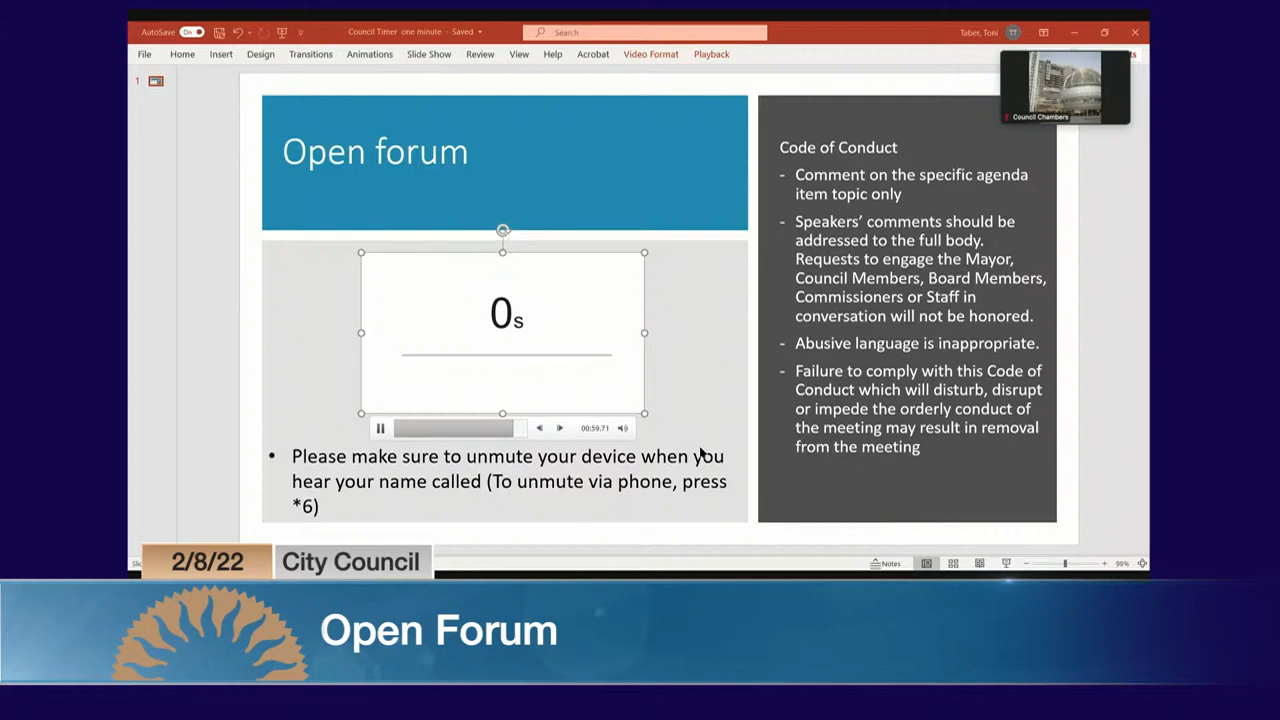 AutoSave On
Council Timer one minute - Saved
Search
Taber, Toni
TT
File Home Insert Design Transitions Animations Slide Show Review View Help Acrobat Video Format Playback
1
Council Chambers
Open forum
0s
00:59.71
• Please make sure to unmute your device when you
hear your name called (To unmute via phone, press
*6)
Code of Conduct
- Comment on the specific agenda
item topic only
- Speakers’ comments should be
addressed to the full body.
Requests to engage the Mayor,
Council Members, Board Members,
Commissioners or Staff in
conversation will not be honored.
- Abusive language is inappropriate.
- Failure to comply with this Code of
Conduct which will disturb, disrupt
or impede the orderly conduct of
the meeting may result in removal
from the meeting
Notes
99%
2/8/22 City Council
Open Forum